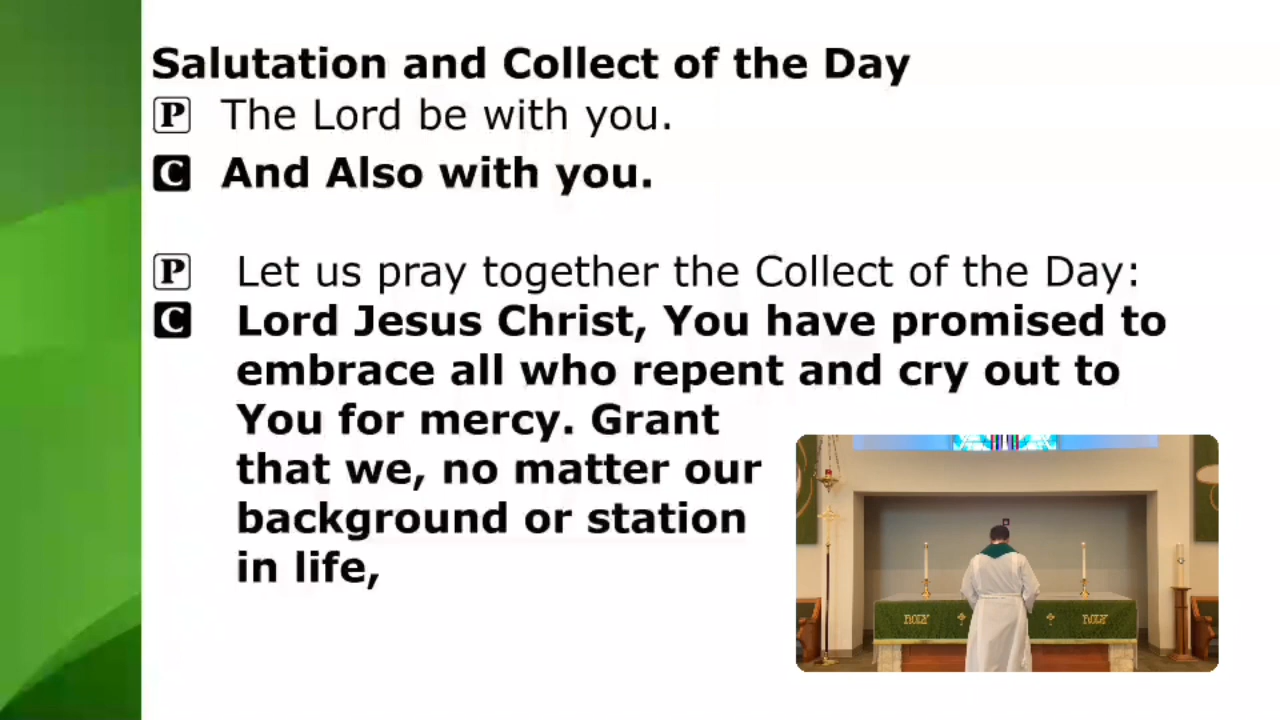 Salutation and Collect of the Day
P The Lord be with you.
C And Also with you.
P Let us pray together the Collect of the Day:
C Lord Jesus Christ, You have promised to
embrace all who repent and cry out to
You for mercy. Grant
that we, no matter our
background or station
in life,
HOLY HOLY